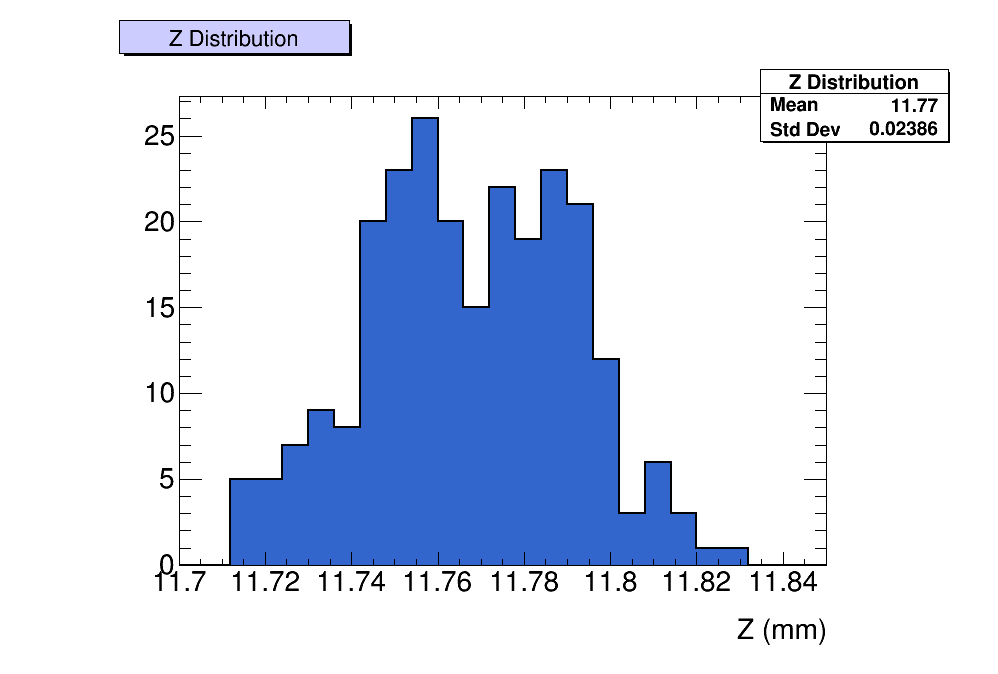 Z Distribution
Z Distribution
Mean 11.77
Std Dev 0.02386
25
20
15
10
5
0
11.7 11.72 11.74 11.76 11.78 11.8 11.82 11.84
Z (mm)